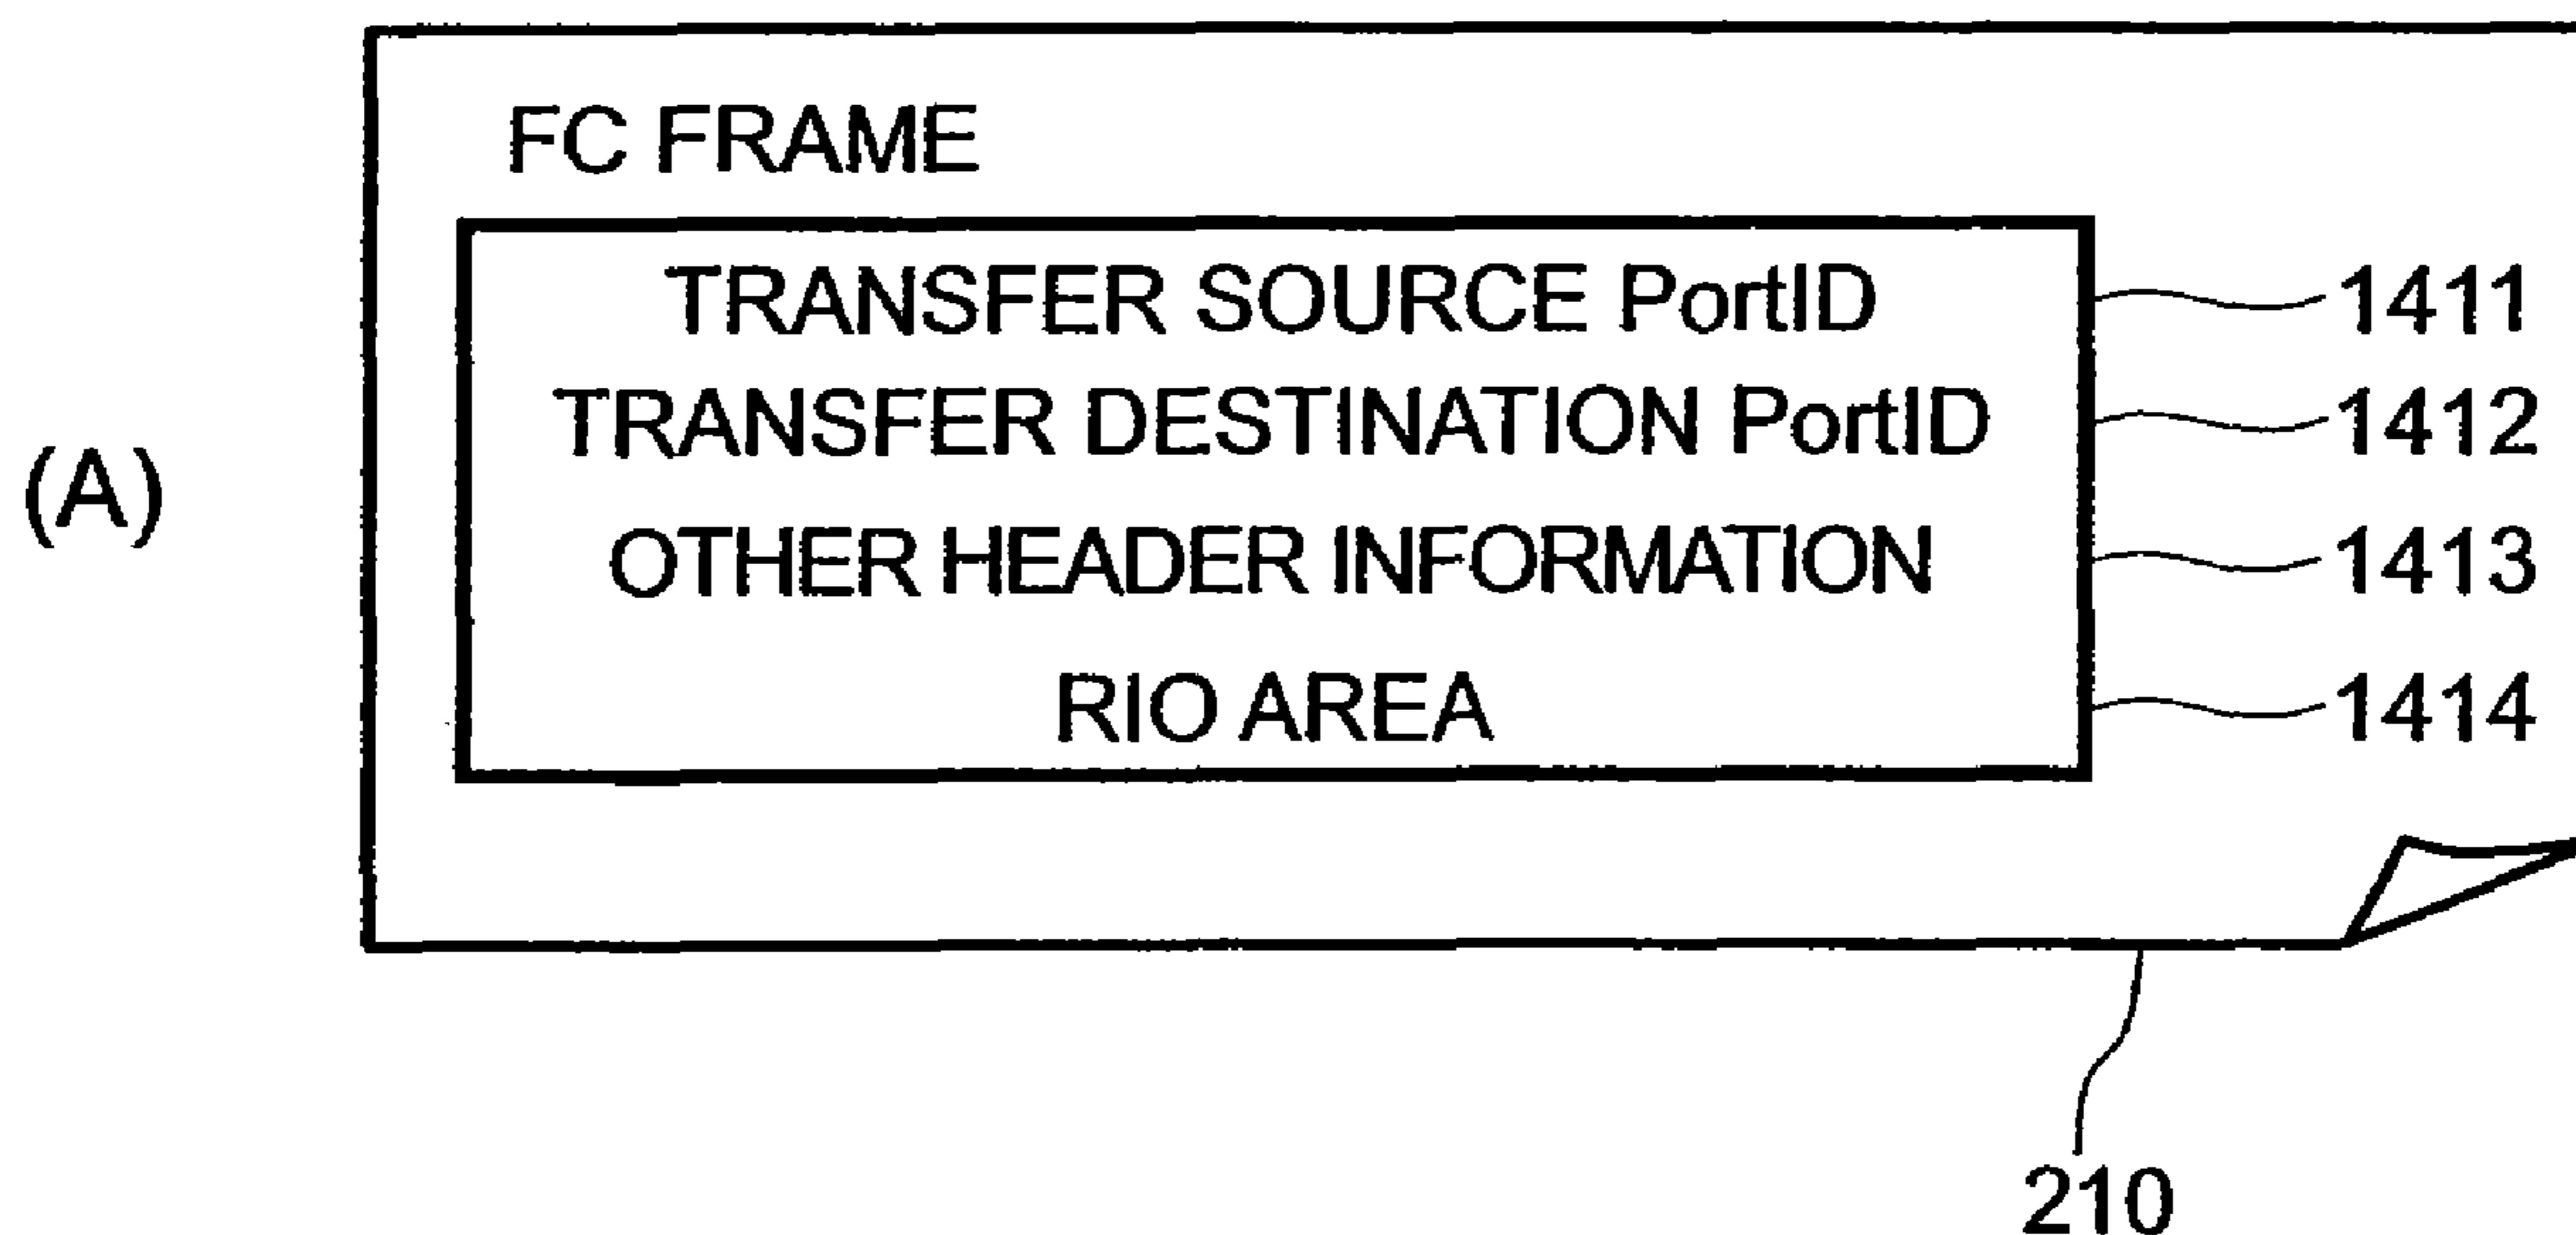 FC FRAME
TRANSFER SOURCE PortID 1411
TRANSFER DESTINATION PortID 1412
(A)
OTHER HEADER INFORMATION 1413
RIO AREA 1414
210